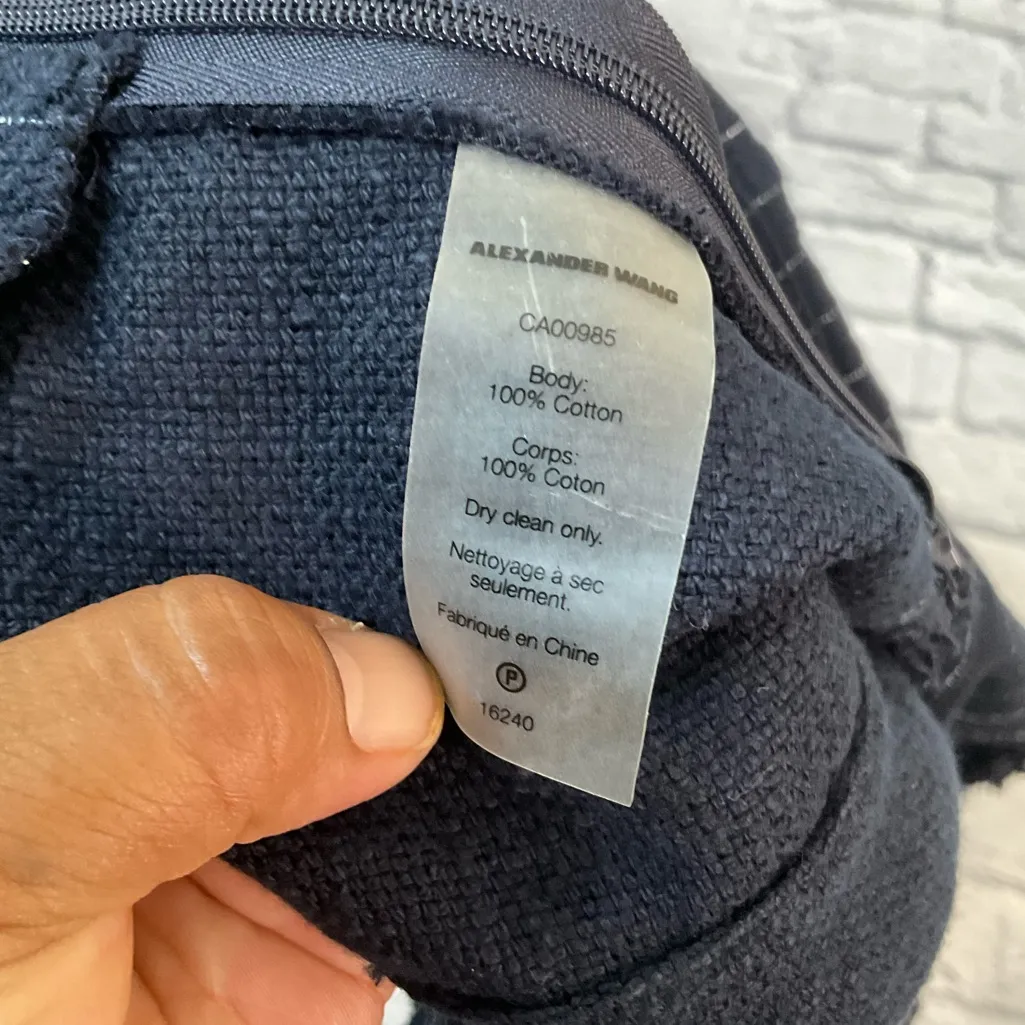 ALEXANDER WANG
CA00985
Body:
100% Cotton
Corps:
100% Coton
Dry clean only.
Nettoyage à sec
seulement.
Fabriqué en Chine
P
16240